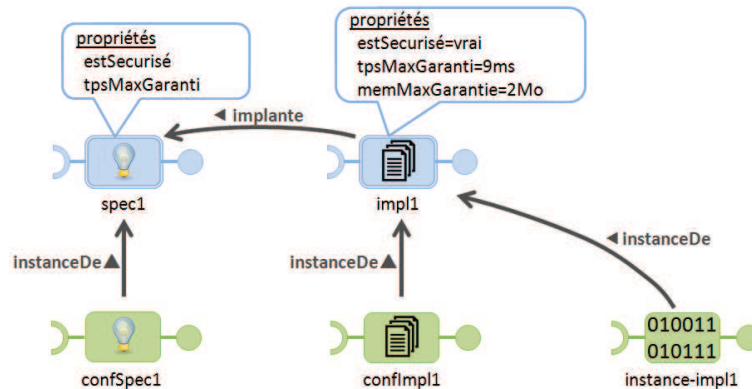 propriétés
estSecurisé
tpsMaxGaranti
propriétés
estSecurisé=vrai
tpsMaxGaranti=9ms
memMaxGarantie=2Mo
◄ implante
spec1
impl1
instanceDe▲
instanceDe▲
◄ instanceDe
010011
010111
confSpec1
confImpl1
instance-impl1